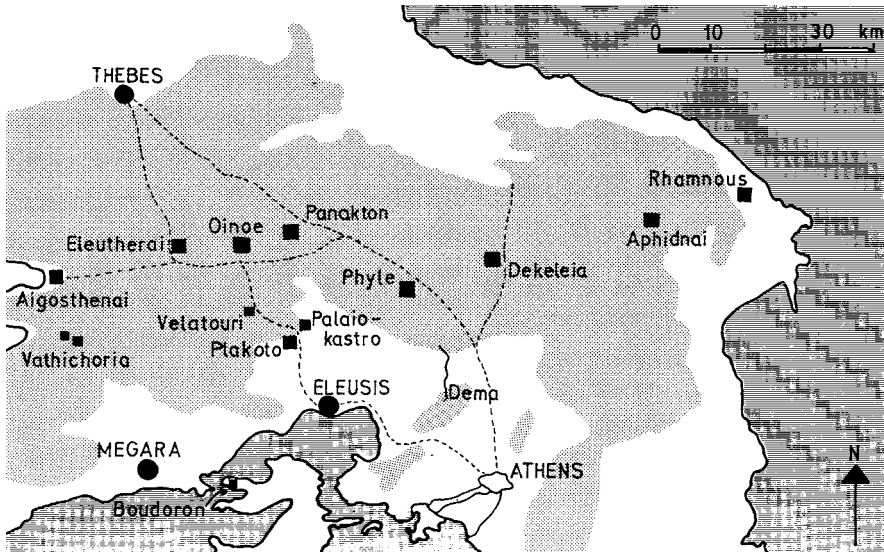 0 10 30 km
THEBES
Rhamnous
Oinoe
Panakton
Eleutherai
Aphidnai
Phyle
Dekeleia
Aigosthenai
Velatouri
Palaio-
kastro
Plakoto
Vathichoria
ELEUSIS
Dema
MEGARA
ATHENS
N
Boudoron